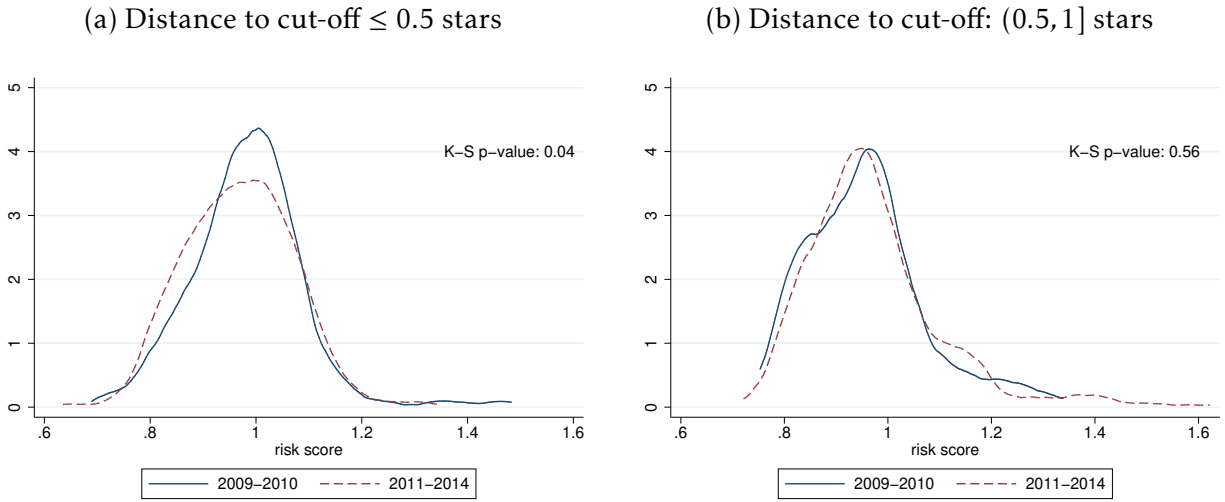 (a) Distance to cut-off ≤ 0.5 stars
5
4
3
2
1
0
K–S p–value: 0.04
.6 .8 1 1.2 1.4 1.6
risk score
2009–2010 2011–2014
(b) Distance to cut-off: (0.5, 1] stars
5
4
3
2
1
0
K–S p–value: 0.56
.6 .8 1 1.2 1.4 1.6
risk score
2009–2010 2011–2014